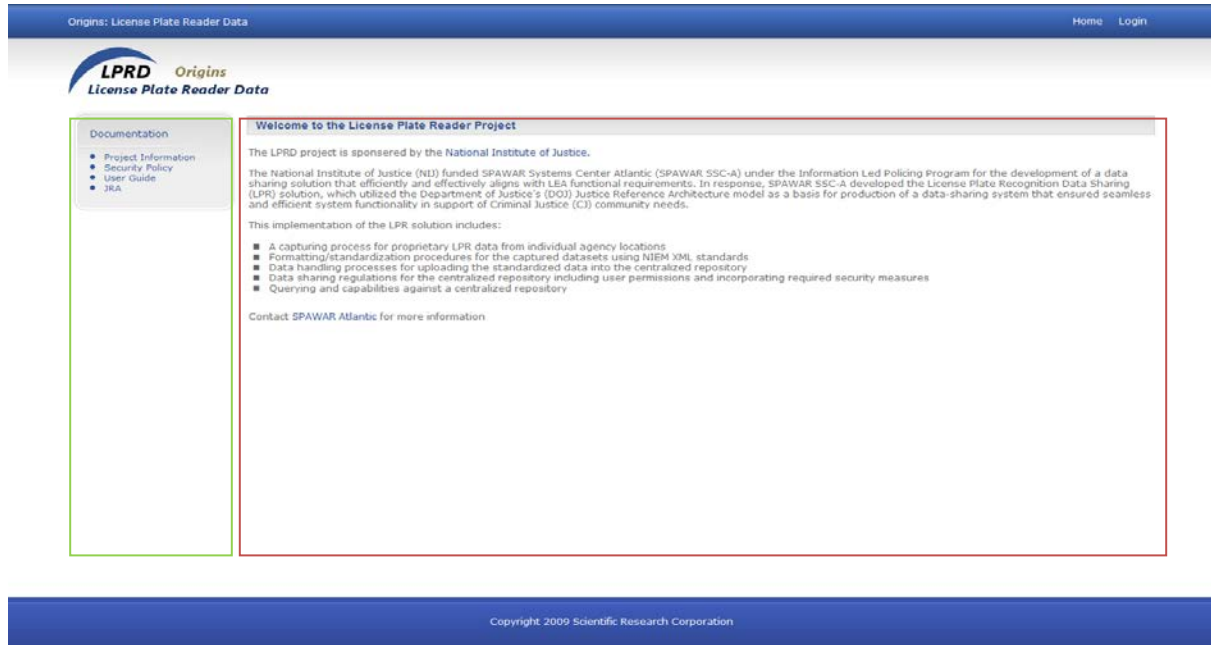 Origins: License Plate Reader Data
Home Login
LPRD Origins
License Plate Reader Data
Documentation
Project Information
Security Policy
User Guide
JRA
Welcome to the License Plate Reader Project
The LPRD project is sponsered by the National Institute of Justice.
The National Institute of Justice (NIJ) funded SPAWAR Systems Center Atlantic (SPAWAR SSC-A) under the Information Led Policing Program for the development of a data
sharing solution that efficiently and effectively aligns with LEA functional requirements. In response, SPAWAR SSC-A developed the License Plate Recognition Data Sharing
(LPR) solution, which utilized the Department of Justice's (DOJ) Justice Reference Architecture model as a basis for production of a data-sharing system that ensured seamless
and efficient system functionality in support of Criminal Justice (CJ) community needs.
This implementation of the LPR solution includes:
A capturing process for proprietary LPR data from individual agency locations
Formatting/standardization procedures for the captured datasets using NIEM XML standards
Data handling processes for uploading the standardized data into the centralized repository
Data sharing regulations for the centralized repository including user permissions and incorporating required security measures
Querying and capabilities against a centralized repository
Contact SPAWAR Atlantic for more information
Copyright 2009 Scientific Research Corporation